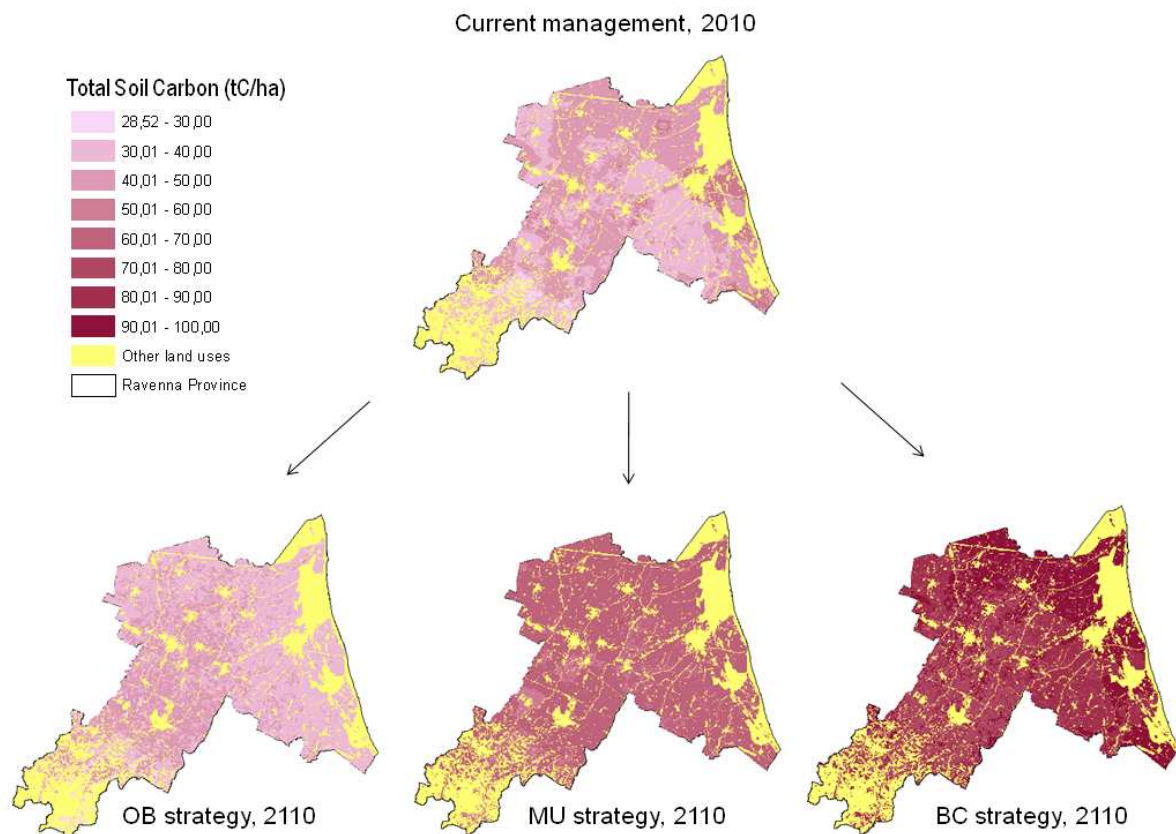 Current management, 2010
Total Soil Carbon (tC/ha)
28,52 - 30,00
30,01 - 40,00
40,01 - 50,00
50,01 - 60,00
60,01 - 70,00
70,01 - 80,00
80,01 - 90,00
90,01 - 100,00
Other land uses
Ravenna Province
OB strategy, 2110
MU strategy, 2110
BC strategy, 2110